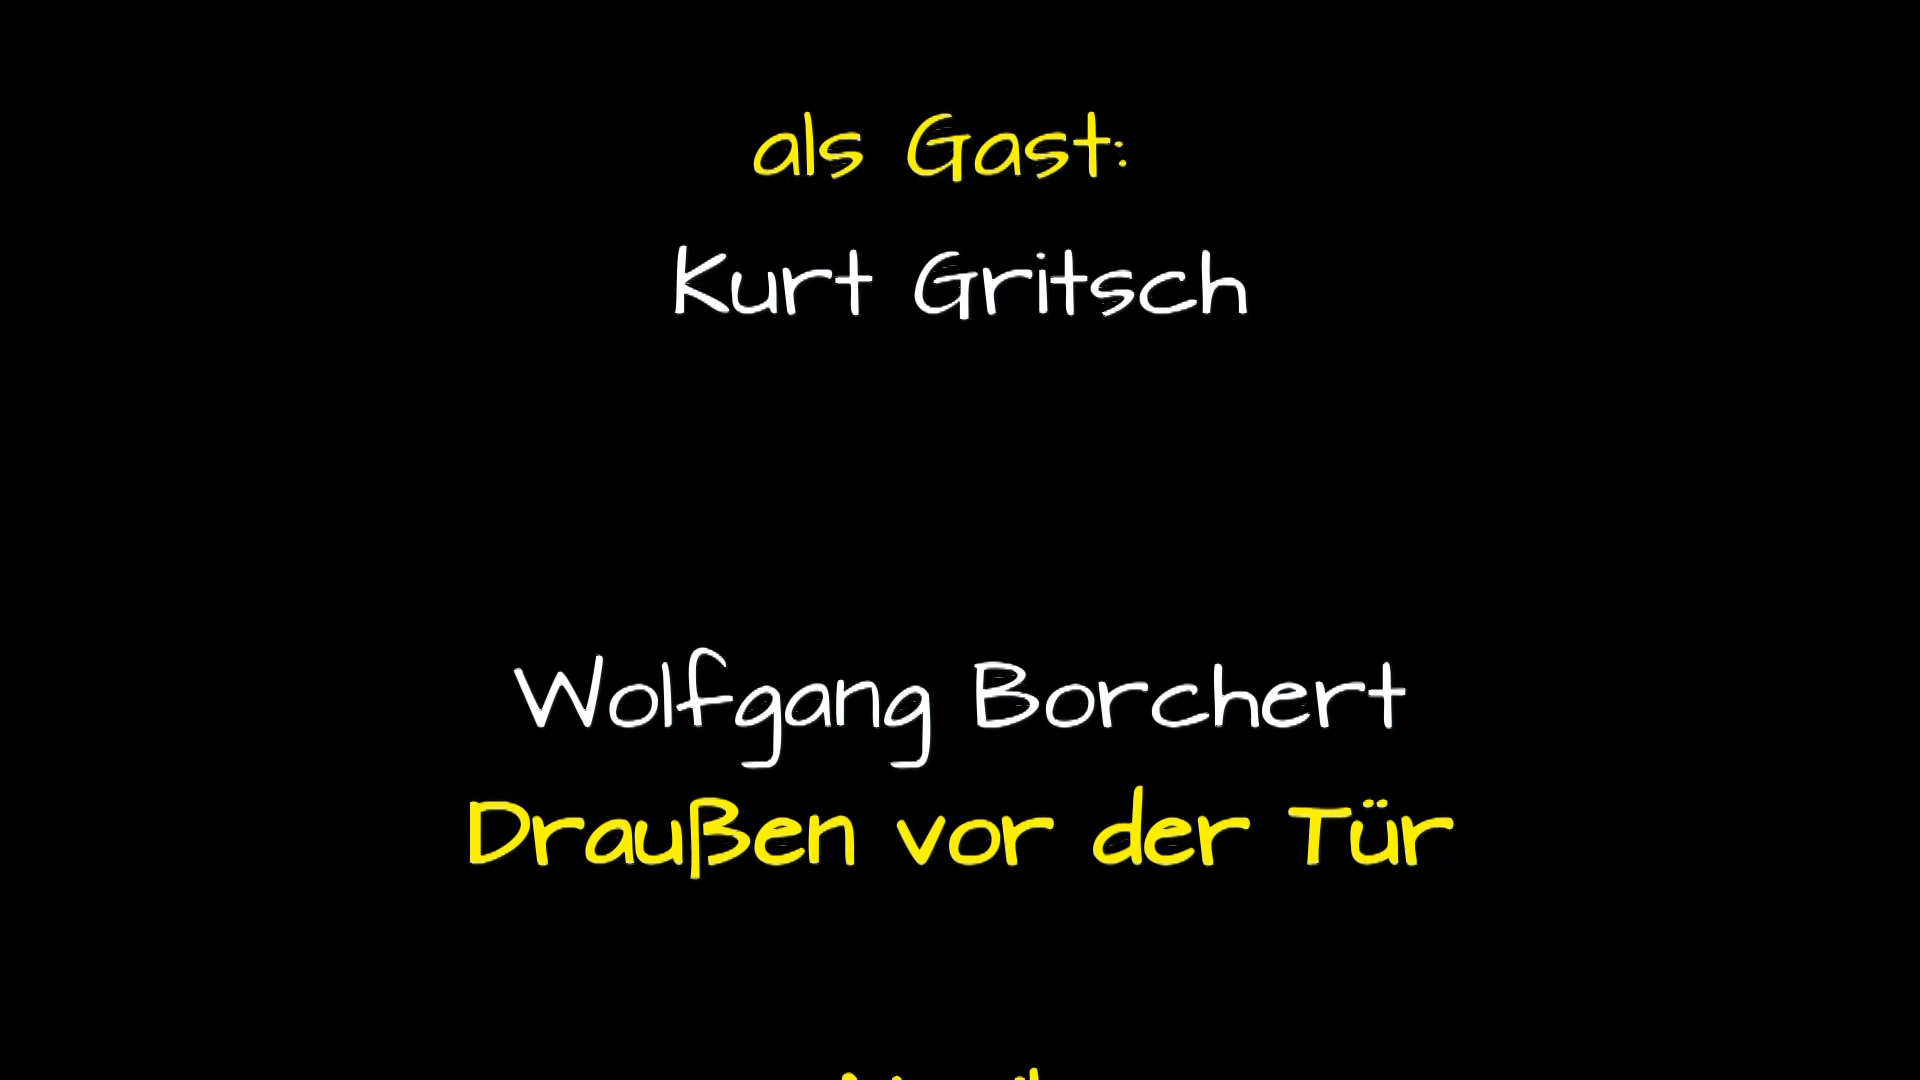 als Gast:
Kurt Gritsch
Wolfgang Borchert
Draußen vor der Tür